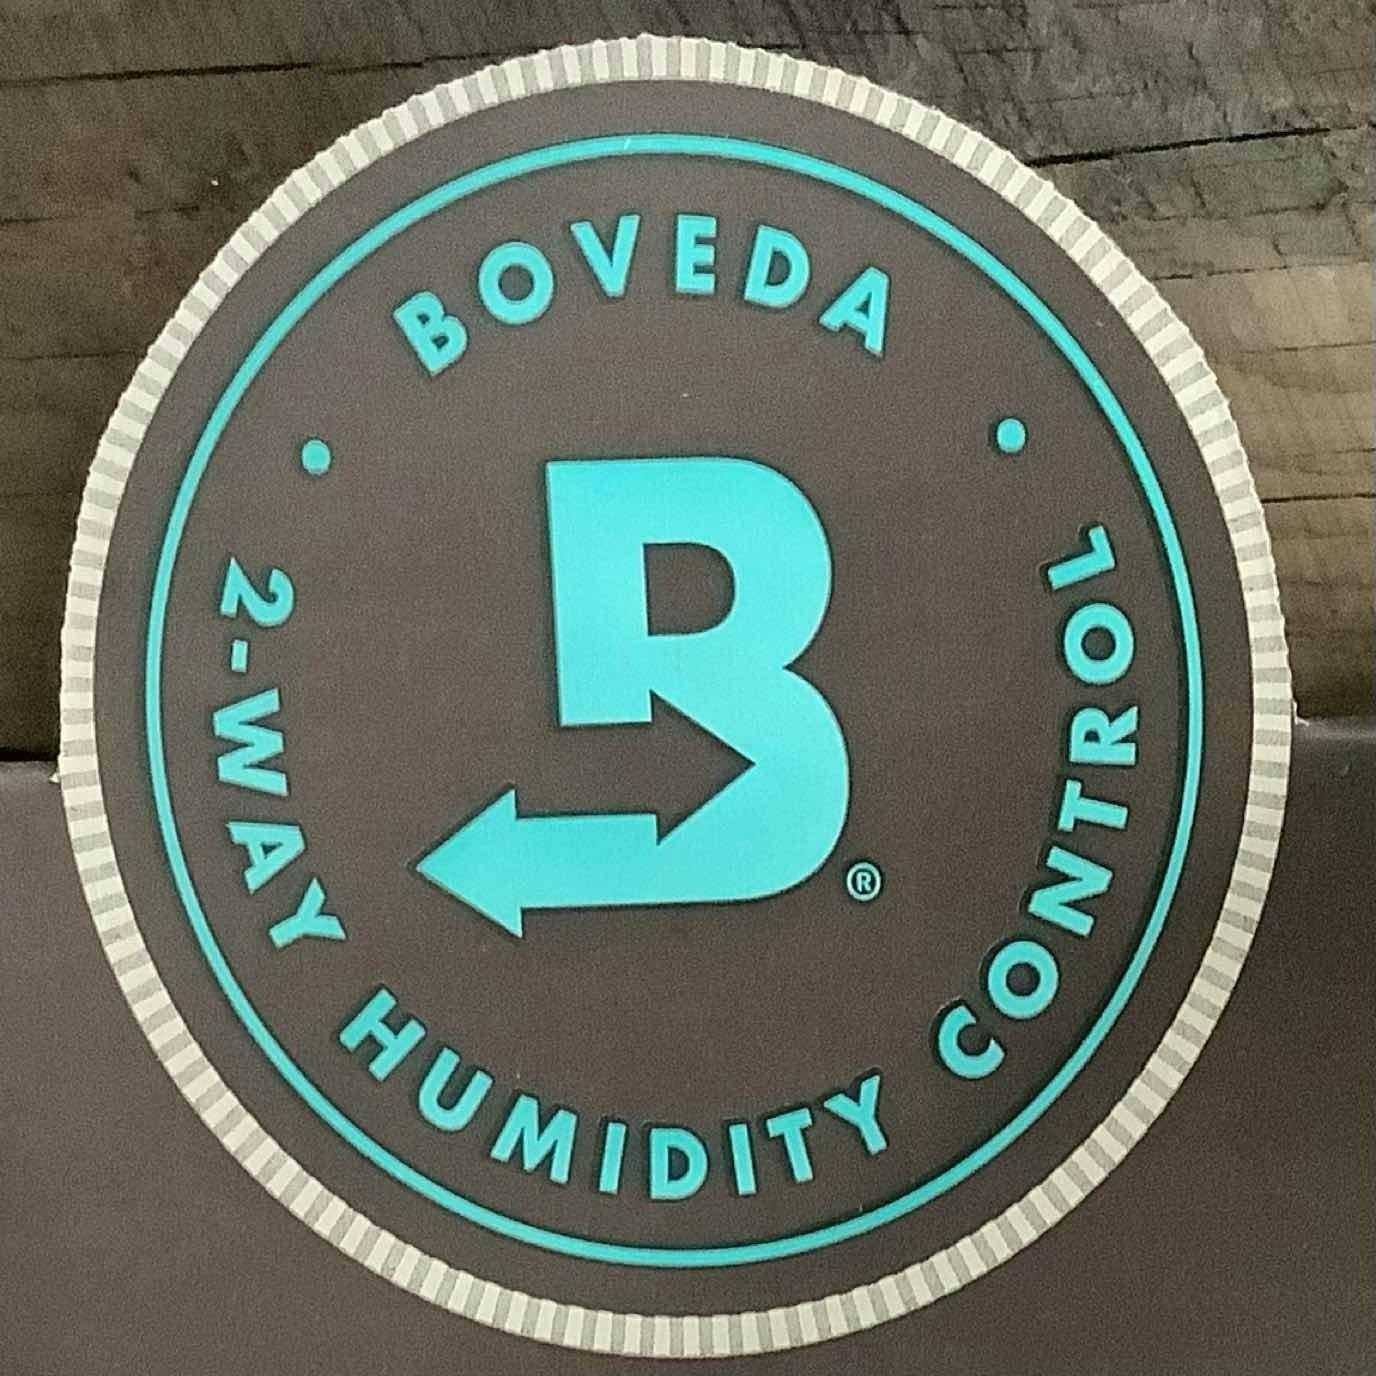 BOVEDA
B
®
2-WAY HUMIDITY CONTROL